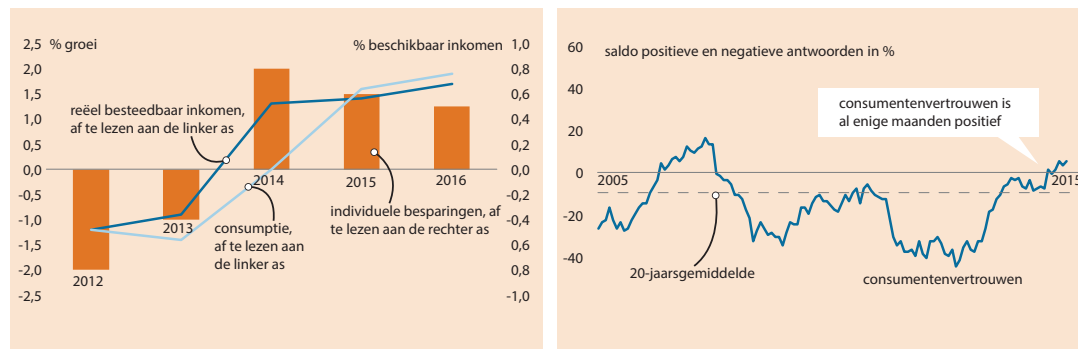 % groei
% beschikbaar inkomen
2,5
2,0
1,5
1,0
0,5
0,0
-0,5
-1,0
-1,5
-2,0
-2,5
1,0
0,8
0,6
0,4
0,2
0,0
-0,2
-0,4
0,6
0,8
-1,0
reëel besteedbaar inkomen,
af te lezen aan de linker as
2012
2013
2014
2015
2016
consumptie,
af te lezen aan
de linker as
individuele besparingen, af
te lezen aan de rechter as
saldo positieve en negatieve antwoorden in %
60
40
20
0
-20
-40
consumentenvertrouwen is
al enige maanden positief
2005
2015
20-jaarsgemiddelde
consumentenvertrouwen